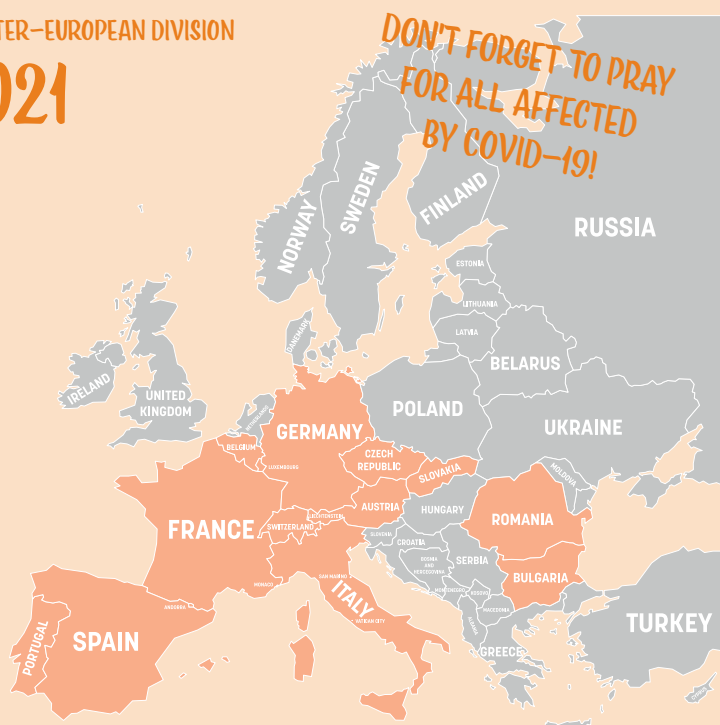 TER-EUROPEAN DIVISION
021
DON'T FORGET TO PRAY
FOR ALL AFFECTED
BY COVID-19!
NORWAY
SWEDEN
FINLAND
RUSSIA
ESTONIA
LITHUANIA
LATVIA
DANEMARK
BELARUS
IRELAND
UNITED
KINGDOM
NETHERLANDS
POLAND
GERMANY
UKRAINE
BELGIUM
LUXEMBOURG
CZECH
REPUBLIC
SLOVAKIA
MOLDOVA
FRANCE
SWITZERLAND
LIECHTENSTEIN
AUSTRIA
HUNGARY
ROMANIA
SLOVENIA
CROATIA
BOSNIA
AND
HERZEGOVINA
SERBIA
BULGARIA
MONACO
SAN MARINO
ITALY
VATICAN CITY
MONTENEGRO
KOSOVO
MACEDONIA
ALBANIA
ANDORRA
PORTUGAL
SPAIN
GREECE
TURKEY
CYPRUS